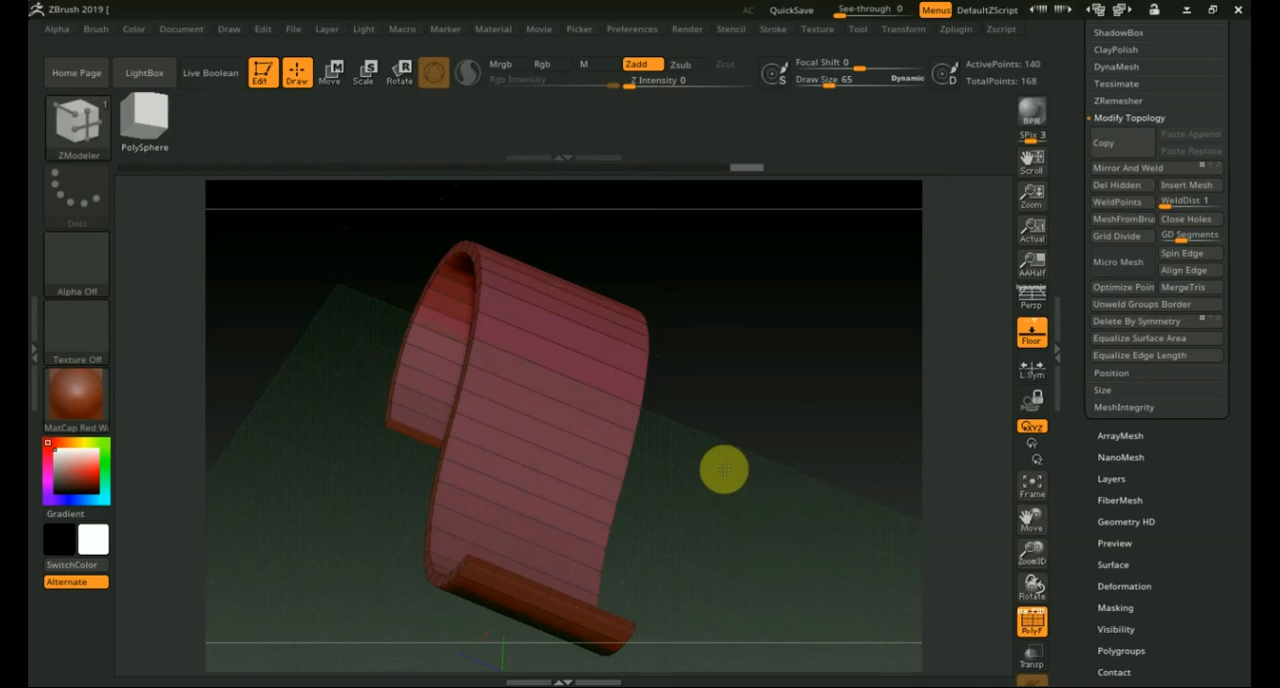 ZBrush 2019 [
AC QuickSave See-through 0 Menus DefaultZScript
Alpha Brush Color Document Draw Edit File Layer Light Macro Marker Material Movie Picker Preferences Render Stencil Stroke Texture Tool Transform Zplugin Zscript
Home Page LightBox Live Boolean Edit Draw Move Scale Rotate
Mrgb Rgb M Zadd Zsub Zcut
Rgb Intensity Z Intensity 0
Focal Shift 0
Draw Size 65 Dynamic
ActivePoints: 140
TotalPoints: 168
1
ZModeler
PolySphere
Dots
Alpha Off
Texture Off
MatCap Red Wa
Gradient
SwitchColor
Alternate
BPR
SPix 3
Scroll
Zoom
Actual
AAHalf
Dynamic
Persp
Floor
L.Sym
XYZ
Frame
Move
Zoom3D
Rotate
PolyF
Transp
ShadowBox
ClayPolish
DynaMesh
Tessimate
ZRemesher
Modify Topology
Copy Paste Append
Paste Replace
Mirror And Weld
Del Hidden Insert Mesh
WeldPoints WeldDist 1
MeshFromBru Close Holes
Grid Divide GD Segments
Micro Mesh Spin Edge
Align Edge
Optimize Poin MergeTris
Unweld Groups Border
Delete By Symmetry
Equalize Surface Area
Equalize Edge Length
Position
Size
MeshIntegrity
ArrayMesh
NanoMesh
Layers
FiberMesh
Geometry HD
Preview
Surface
Deformation
Masking
Visibility
Polygroups
Contact